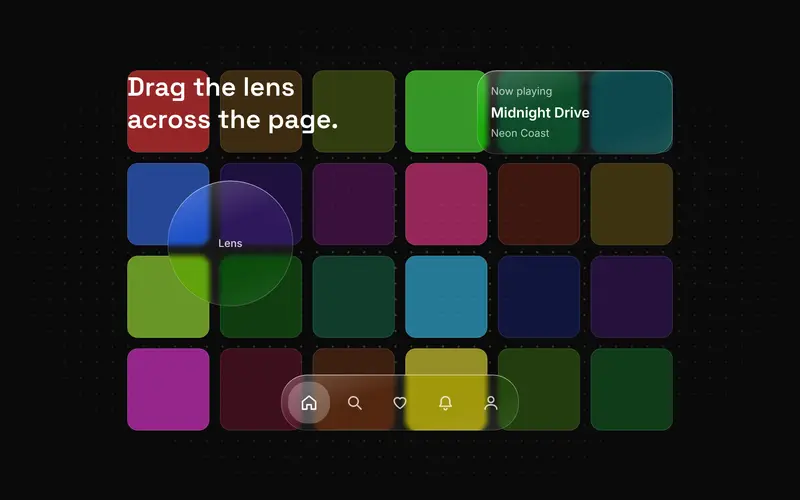 Drag the lens
across the page.
Now playing
Midnight Drive
Neon Coast
Lens